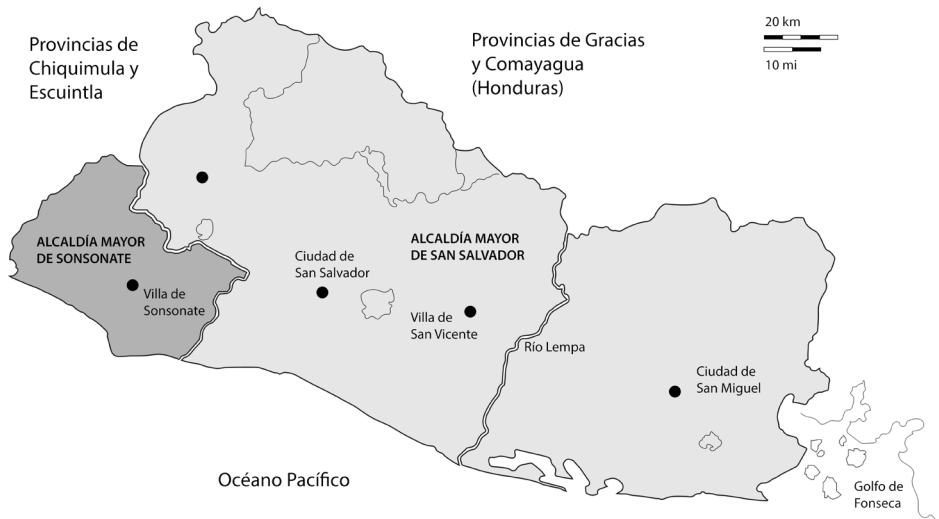 Provincias de
Chiquimula y
Escuintla
Provincias de Gracias
y Comayagua
(Honduras)
20 km
10 mi
ALCALDÍA MAYOR
DE SONSONATE
Villa de
Sonsonate
Ciudad de
San Salvador
ALCALDÍA MAYOR
DE SAN SALVADOR
Villa de
San Vicente
Río Lempa
Ciudad de
San Miguel
Océano Pacífico
Golfo de
Fonseca